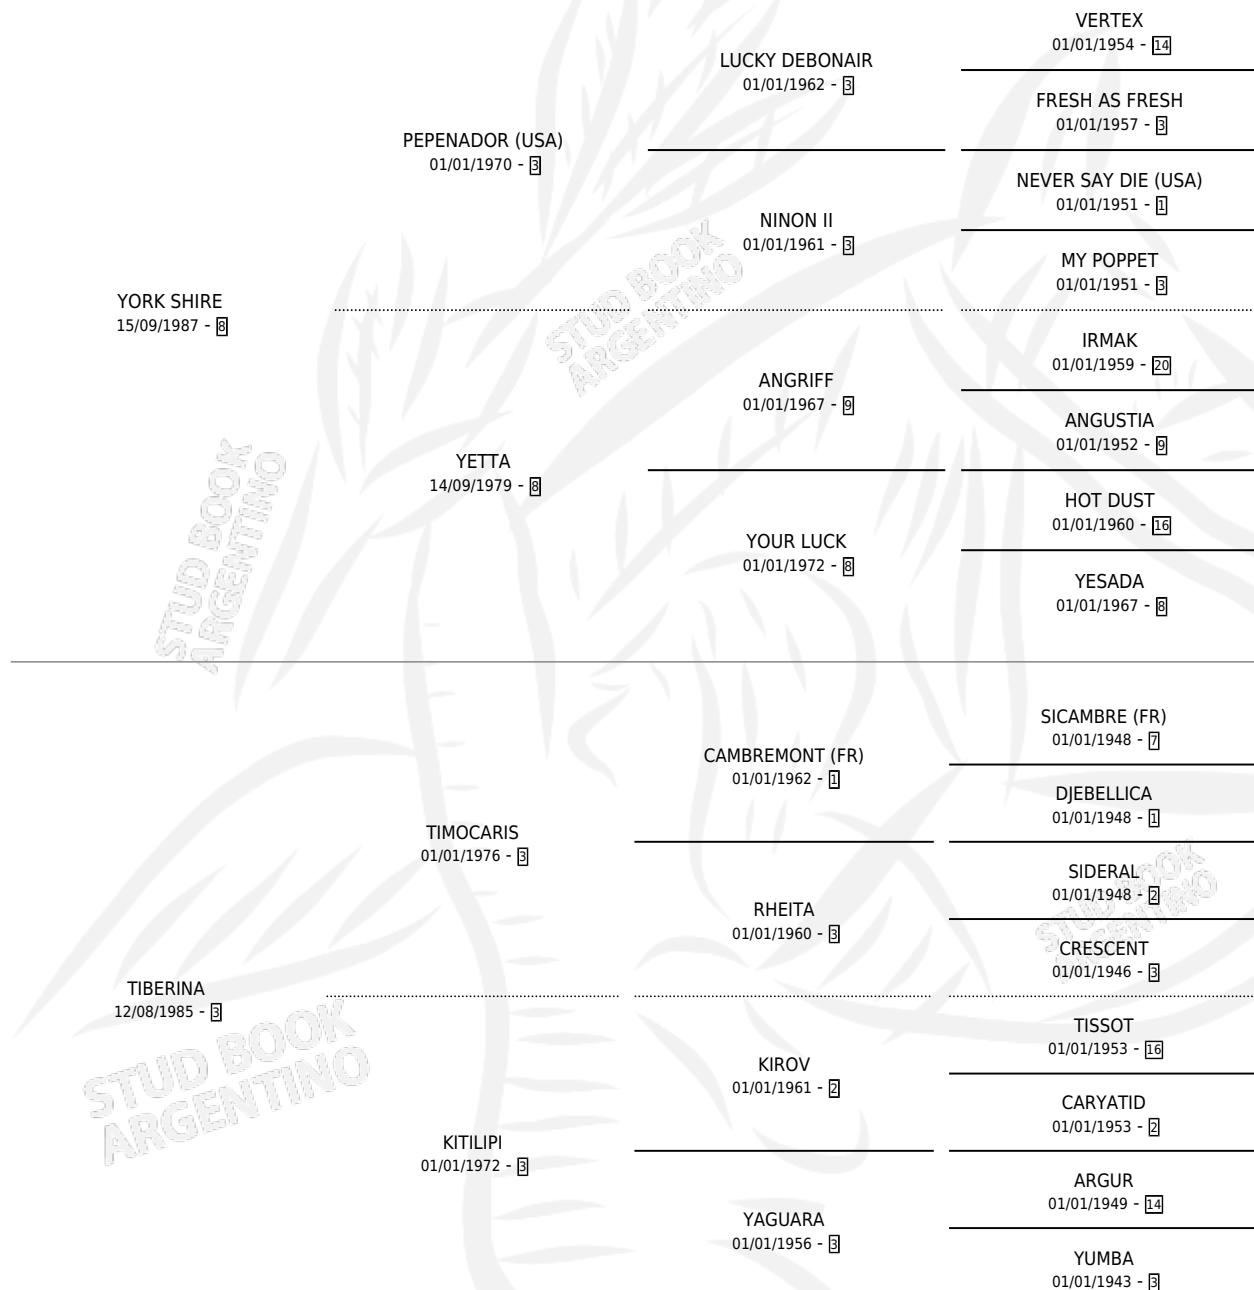 VERTEX
01/01/1954 - 14
LUCKY DEBONAIR
01/01/1962 - 3
FRESH AS FRESH
01/01/1957 - 3
PEPENADOR (USA)
01/01/1970 - 3
NEVER SAY DIE (USA)
01/01/1951 - 1
NINON II
01/01/1961 - 3
MY POPPET
01/01/1951 - 3
YORK SHIRE
15/09/1987 - 8
STUD BOOK
ARGENTINO
IRMAK
01/01/1959 - 20
ANGRIFF
01/01/1967 - 9
ANGUSTIA
01/01/1952 - 9
YETTA
14/09/1979 - 8
HOT DUST
01/01/1960 - 16
YOUR LUCK
01/01/1972 - 8
YESADA
01/01/1967 - 8
STUD BOOK
ARGENTINO
SICAMBRE (FR)
01/01/1948 - 7
CAMBREMONT (FR)
01/01/1962 - 1
DJEBELLICA
01/01/1948 - 1
TIMOCARIS
01/01/1976 - 3
SIDERAL
01/01/1948 - 2
RHEITA
01/01/1960 - 3
CRESCENT
01/01/1946 - 3
STUD BOOK
ARGENTINO
TIBERINA
12/08/1985 - 3
TISSOT
01/01/1953 - 16
KIROV
01/01/1961 - 2
CARYATID
01/01/1953 - 2
STUD BOOK
ARGENTINO
KITILIPI
01/01/1972 - 3
ARGUR
01/01/1949 - 14
YAGUARA
01/01/1956 - 3
YUMBA
01/01/1943 - 3